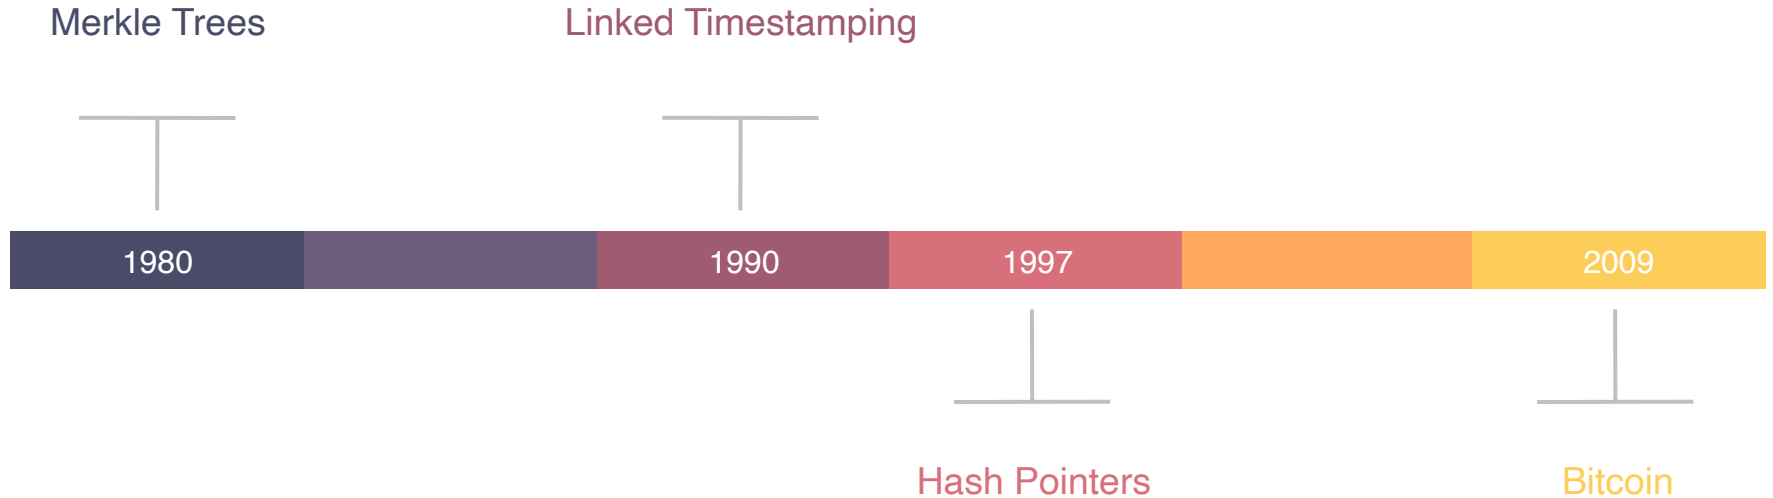 Merkle Trees
Linked Timestamping
1980
1990
1997
2009
Hash Pointers
Bitcoin